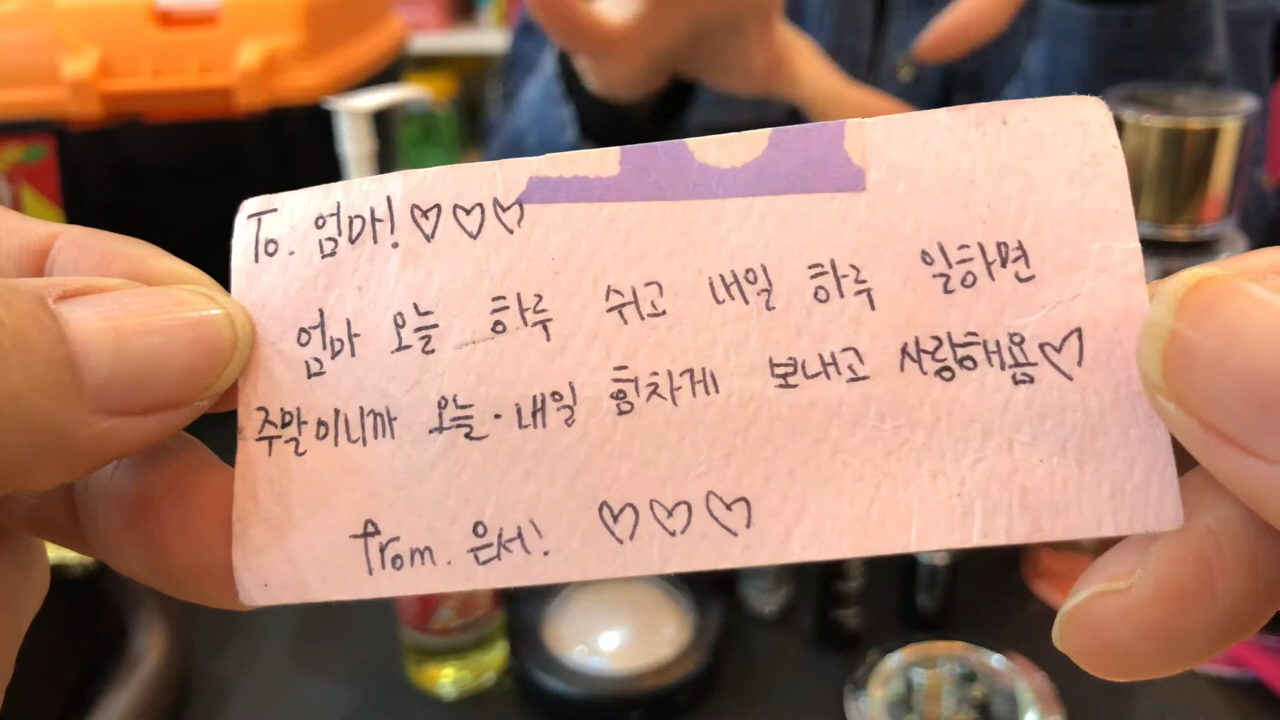 To. 엄마! ♡♡♡
엄마 오늘 하루 쉬고 내일 하루 일하면
주말이니까 오늘·내일 힘차게 보내고 사랑해욤♡
from. 은서! ♡♡♡